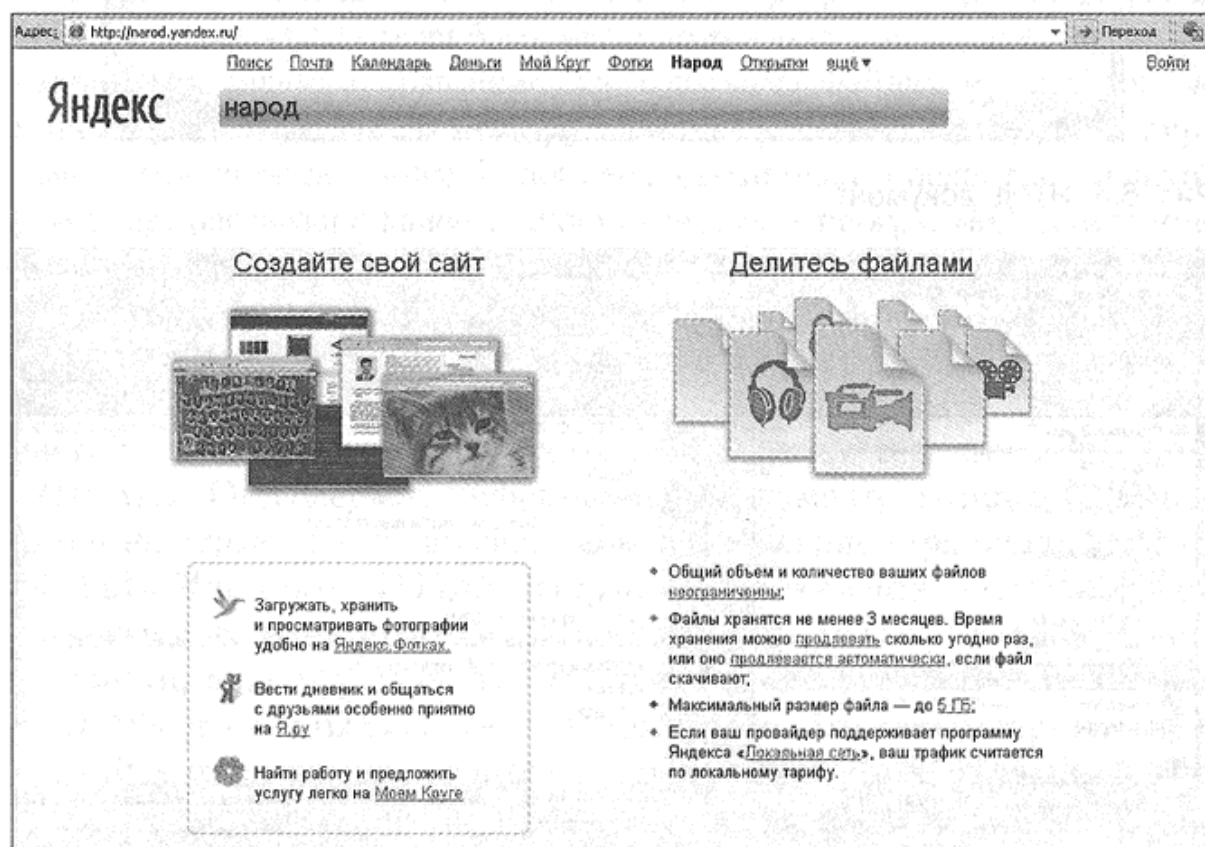 Адрес: http://narod.yandex.ru/ Переход
Поиск Почта Календарь Деньги Мой Круг Фотки Народ Открытки ещё ▾ Войти
Яндекс народ
Создайте свой сайт
Делитесь файлами
Загружать, хранить
и просматривать фотографии
удобно на Яндекс.Фотках.
Вести дневник и общаться
с друзьями особенно приятно
на Я.ру
Найти работу и предложить
услугу легко на Моем Круге
Общий объем и количество ваших файлов
неограниченны;
Файлы хранятся не менее 3 месяцев. Время
хранения можно продлевать сколько угодно раз,
или оно продлевается автоматически, если файл
скачивают;
Максимальный размер файла — до 5 ГБ;
Если ваш провайдер поддерживает программу
Яндекса «Локальная сеть», ваш трафик считается
по локальному тарифу.